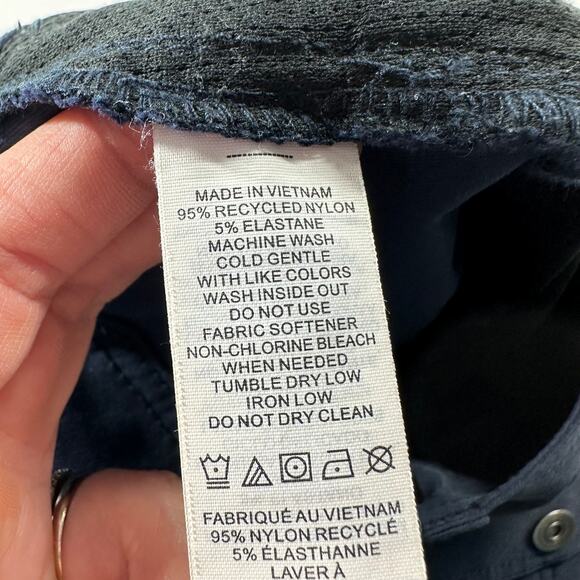 MADE IN VIETNAM
95% RECYCLED NYLON
5% ELASTANE
MACHINE WASH
COLD GENTLE
WITH LIKE COLORS
WASH INSIDE OUT
DO NOT USE
FABRIC SOFTENER
NON-CHLORINE BLEACH
WHEN NEEDED
TUMBLE DRY LOW
IRON LOW
DO NOT DRY CLEAN
FABRIQUÉ AU VIETNAM
95% NYLON RECYCLÉ
5% ÉLASTHANNE
LAVER À